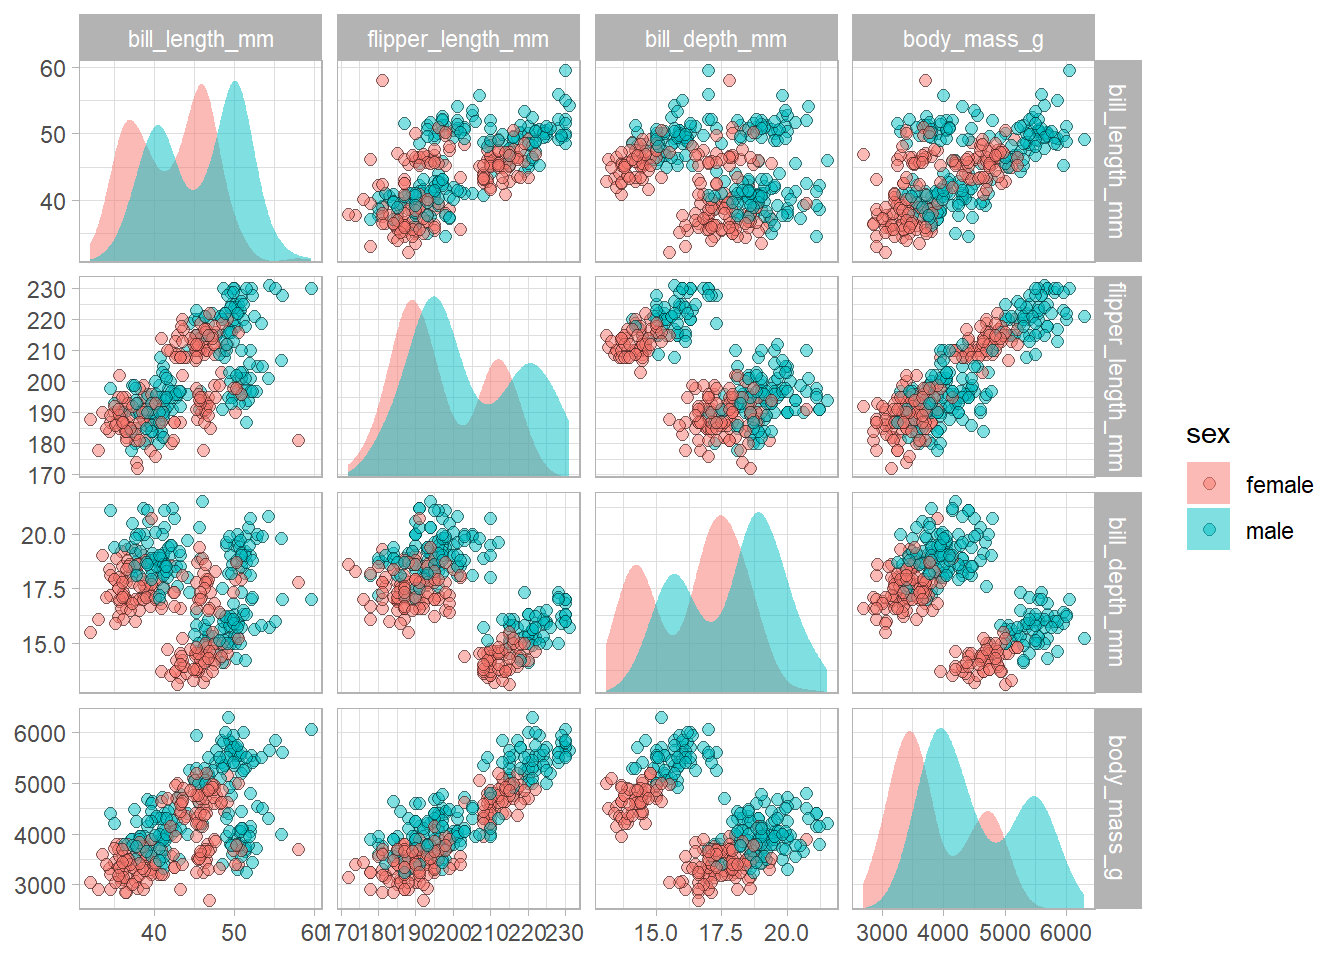 bill_length_mm flipper_length_mm bill_depth_mm body_mass_g
60
50
40
bill_length_mm
230
220
210
200
190
180
170
flipper_length_mm
sex
female
male
20.0
17.5
15.0
bill_depth_mm
6000
5000
4000
3000
body_mass_g
40 50 60 170 180 190 200 210 220 230 15.0 17.5 20.0 3000 4000 5000 6000